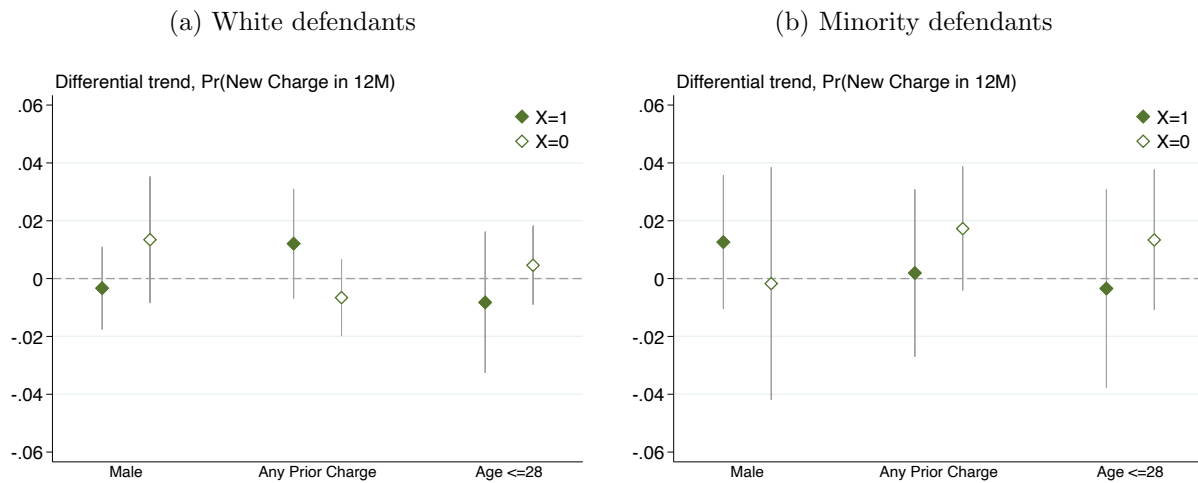 (a) White defendants
Differential trend, Pr(New Charge in 12M)
.06
.04
.02
0
-.02
-.04
-.06
X=1
X=0
Male
Any Prior Charge
Age <=28
(b) Minority defendants
Differential trend, Pr(New Charge in 12M)
.06
.04
.02
0
-.02
-.04
-.06
X=1
X=0
Male
Any Prior Charge
Age <=28